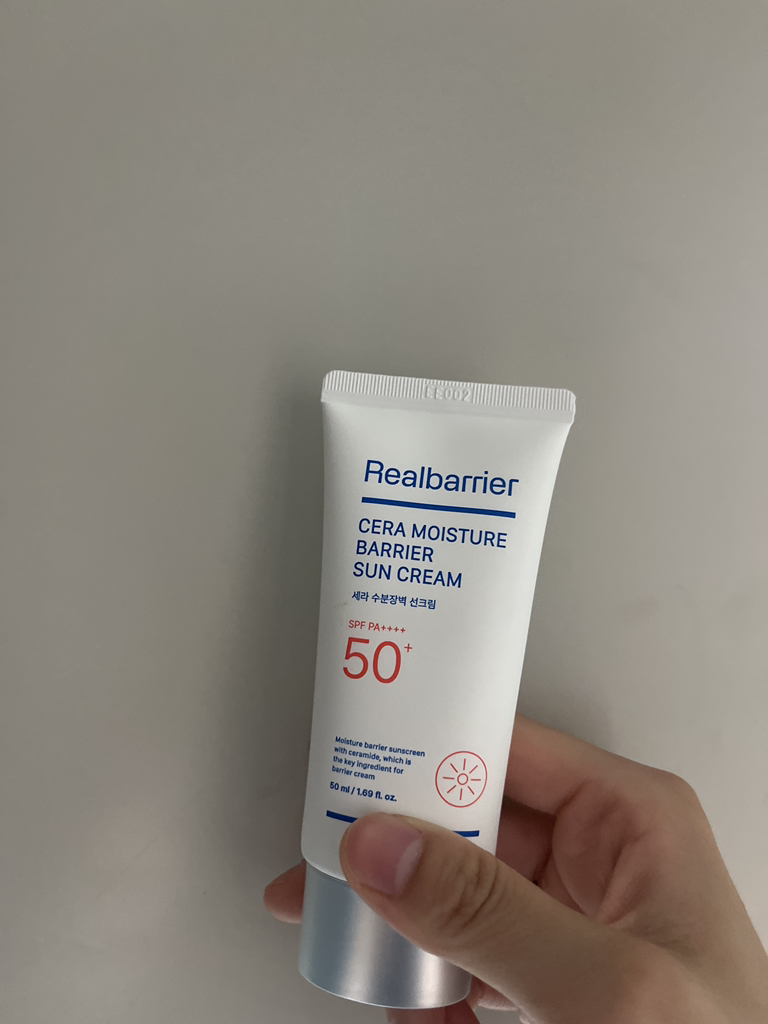 EE002
Realbarrier
CERA MOISTURE
BARRIER
SUN CREAM
세라 수분장벽 선크림
SPF PA++++
50+
Moisture barrier sunscreen
with ceramide, which is
the key ingredient for
barrier cream
50 ml / 1.69 fl. oz.